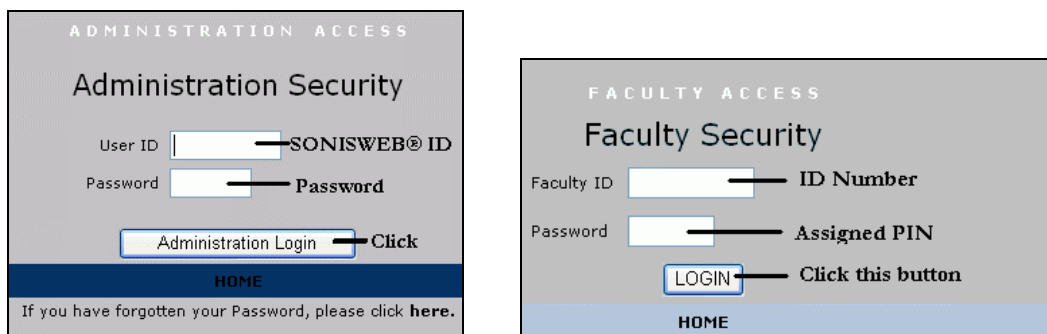 ADMINISTRATION ACCESS
Administration Security
User ID SONISWEB® ID
Password Password
Administration Login Click
HOME
If you have forgotten your Password, please click here.
FACULTY ACCESS
Faculty Security
Faculty ID ID Number
Password Assigned PIN
LOGIN Click this button
HOME